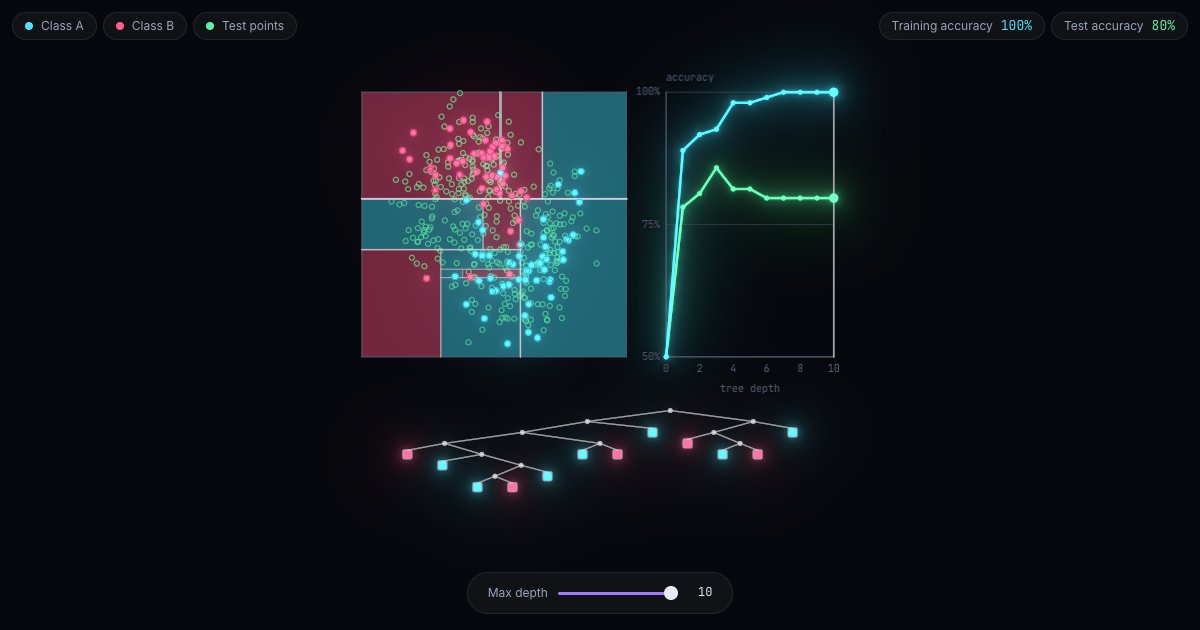 Class A
Class B
Test points
Training accuracy 100%
Test accuracy 80%
accuracy
100%
75%
50%
0 2 4 6 8 10
tree depth
Max depth 10